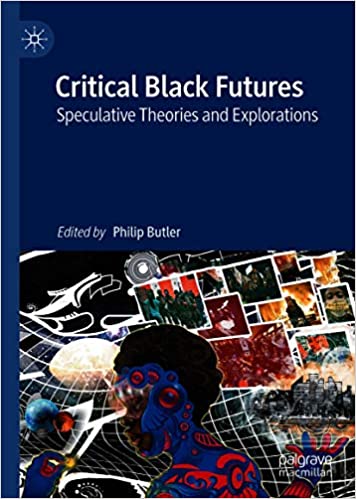 Critical Black Futures
Speculative Theories and Explorations
Edited by Philip Butler
palgrave
macmillan